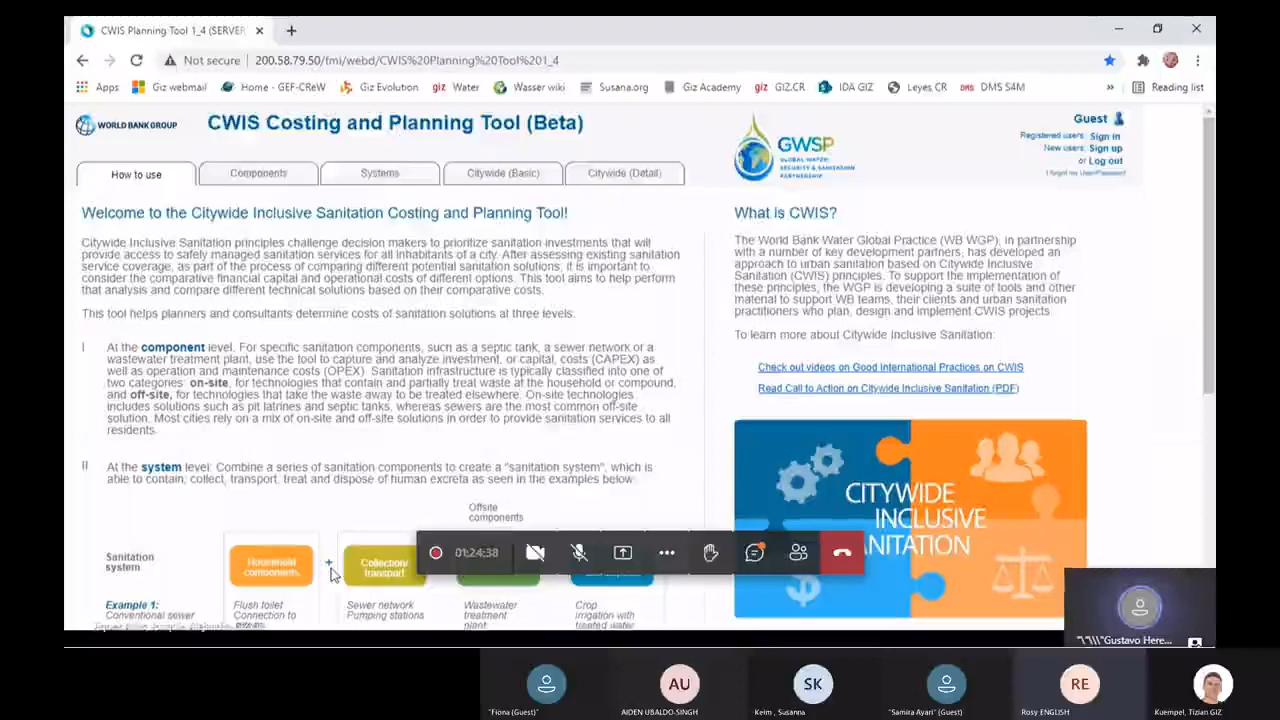 CWIS Planning Tool 1_4 (SERVER
Not secure
200.58.79.50/fmi/webd/CWIS%20Planning%20Tool%201_4
Apps
Giz webmail
Home - GEF-CReW
Giz Evolution
giz Water
Wasser wiki
Susana.org
Giz Academy
giz GIZ.CR
IDA GIZ
Leyes CR
DMS DMS S4M
»
Reading list
WORLD BANK GROUP
CWIS Costing and Planning Tool (Beta)
GWSP
GLOBAL WATER
SECURITY & SANITATION
PARTNERSHIP
Guest
Registered users: Sign in
New users: Sign up
or Log out
I forgot my User/Password
How to use
Components
Systems
Citywide (Basic)
Citywide (Detail)
Welcome to the Citywide Inclusive Sanitation Costing and Planning Tool!
Citywide Inclusive Sanitation principles challenge decision makers to prioritize sanitation investments that will
provide access to safely managed sanitation services for all inhabitants of a city. After assessing existing sanitation
service coverage, as part of the process of comparing different potential sanitation solutions, it is important to
consider the comparative financial capital and operational costs of different options. This tool aims to help perform
that analysis and compare different technical solutions based on their comparative costs.
This tool helps planners and consultants determine costs of sanitation solutions at three levels:
I
At the component level. For specific sanitation components, such as a septic tank, a sewer network or a
wastewater treatment plant, use the tool to capture and analyze investment, or capital, costs (CAPEX) as
well as operation and maintenance costs (OPEX). Sanitation infrastructure is typically classified into one of
two categories: on-site, for technologies that contain and partially treat waste at the household or compound,
and off-site, for technologies that take the waste away to be treated elsewhere. On-site technologies
includes solutions such as pit latrines and septic tanks, whereas sewers are the most common off-site
solution. Most cities rely on a mix of on-site and off-site solutions in order to provide sanitation services to all
residents.
II
At the system level: Combine a series of sanitation components to create a "sanitation system", which is
able to contain, collect, transport, treat and dispose of human excreta as seen in the examples below:
Offsite
components
Sanitation
system
Household
components
+
Collection/
transport
Example 1:
Conventional sewer
Flush toilet
Connection to
Sewer network
Pumping stations
Wastewater
treatment
plant
Crop
irrigation with
treated water
What is CWIS?
The World Bank Water Global Practice (WB WGP), in partnership
with a number of key development partners, has developed an
approach to urban sanitation based on Citywide Inclusive
Sanitation (CWIS) principles. To support the implementation of
these principles, the WGP is developing a suite of tools and other
material to support WB teams, their clients and urban sanitation
practitioners who plan, design and implement CWIS projects.
To learn more about Citywide Inclusive Sanitation:
Check out videos on Good International Practices on CWIS
Read Call to Action on Citywide Inclusive Sanitation (PDF)
CITYWIDE
INCLUSIVE
ANITATION
01:24:38
"\"\\\"Gustavo Here...
"Fiona (Guest)"
AU
AIDEN UBALDO-SINGH
SK
Keim , Susanna
"Samira Ayari" (Guest)
RE
Rosy ENGLISH
Kuempel, Tizian GIZ